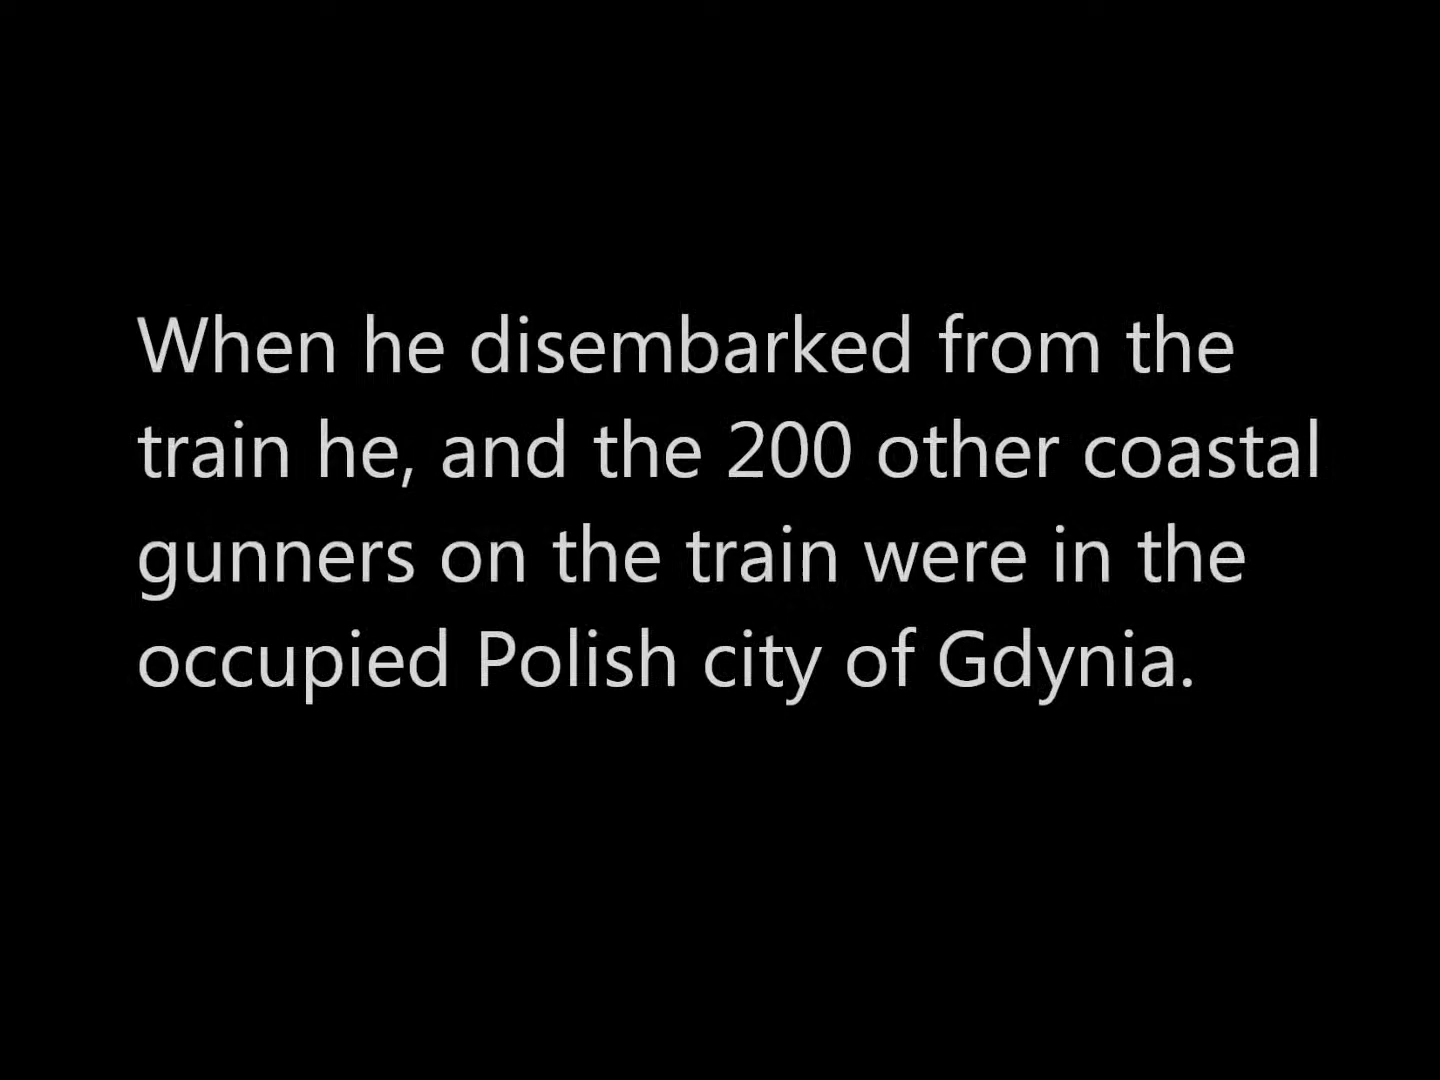 When he disembarked from the
train he, and the 200 other coastal
gunners on the train were in the
occupied Polish city of Gdynia.